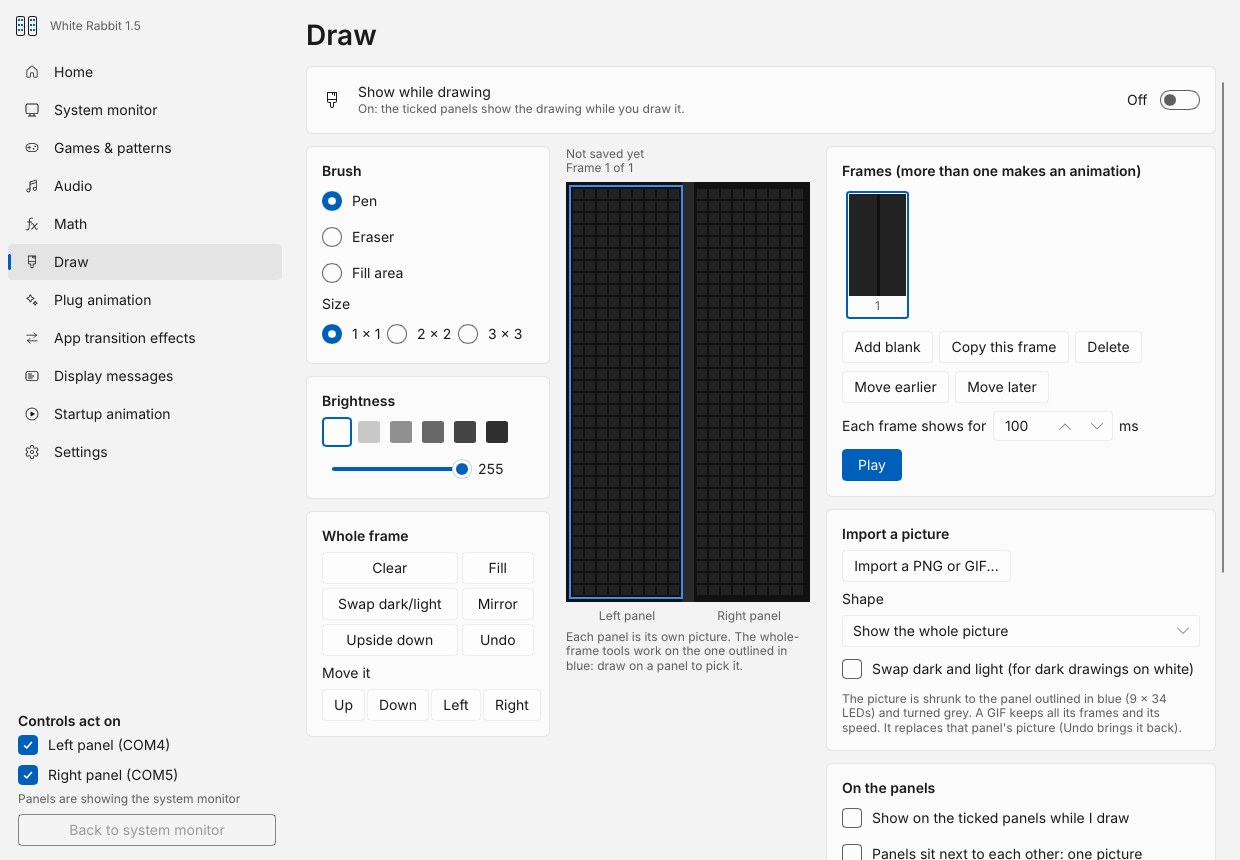 White Rabbit 1.5
Home
System monitor
Games & patterns
Audio
Math
Draw
Plug animation
App transition effects
Display messages
Startup animation
Settings
Controls act on
Left panel (COM4)
Right panel (COM5)
Panels are showing the system monitor
Back to system monitor
Draw
Show while drawing
On: the ticked panels show the drawing while you draw it.
Off
Brush
Pen
Eraser
Fill area
Size
1 × 1 2 × 2 3 × 3
Brightness
255
Whole frame
Clear Fill
Swap dark/light Mirror
Upside down Undo
Move it
Up Down Left Right
Not saved yet
Frame 1 of 1
Left panel Right panel
Each panel is its own picture. The whole-
frame tools work on the one outlined in
blue: draw on a panel to pick it.
Frames (more than one makes an animation)
1
Add blank Copy this frame Delete
Move earlier Move later
Each frame shows for 100 ms
Play
Import a picture
Import a PNG or GIF...
Shape
Show the whole picture
Swap dark and light (for dark drawings on white)
The picture is shrunk to the panel outlined in blue (9 × 34
LEDs) and turned grey. A GIF keeps all its frames and its
speed. It replaces that panel's picture (Undo brings it back).
On the panels
Show on the ticked panels while I draw
Panels sit next to each other: one picture